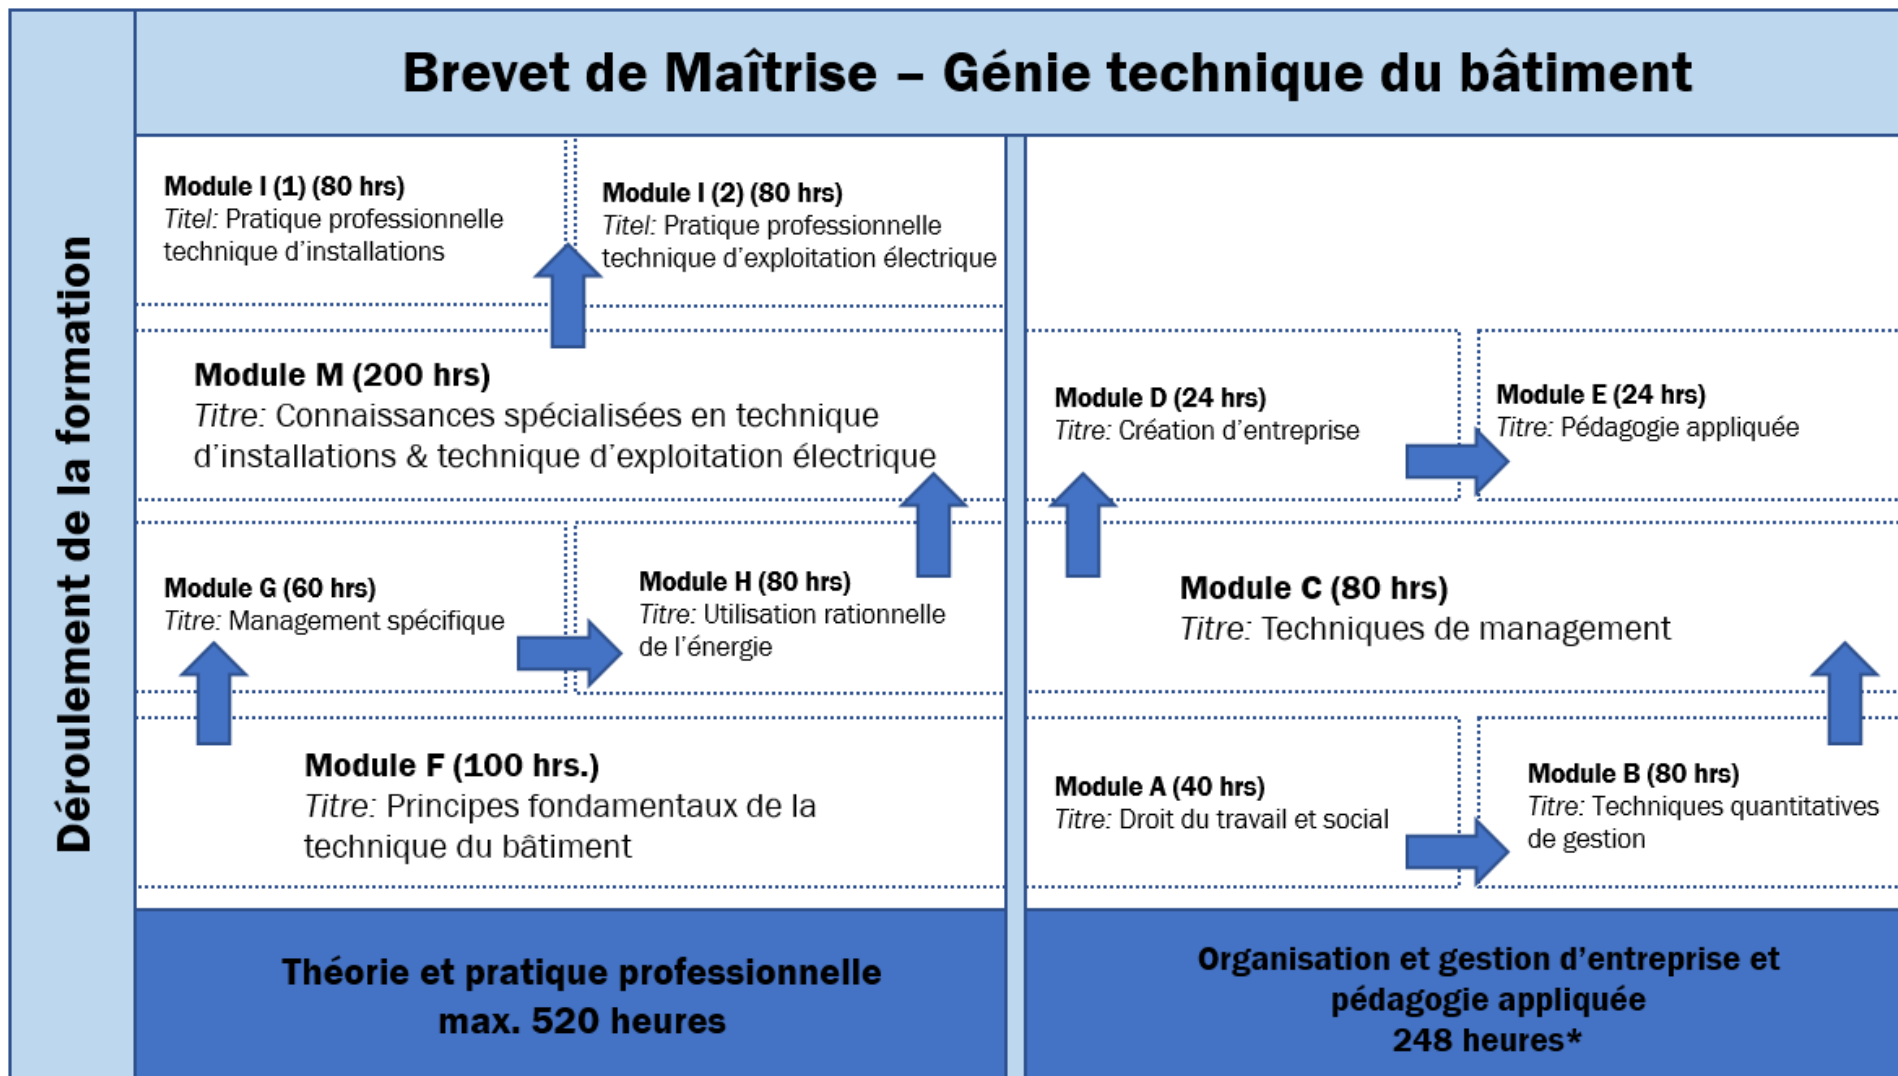 Brevet de Maîtrise – Génie technique du bâtiment
Déroulement de la formation
Module I (1) (80 hrs)
Titel: Pratique professionnelle
technique d'installations
Module I (2) (80 hrs)
Titel: Pratique professionnelle
technique d'exploitation électrique
Module M (200 hrs)
Titre: Connaissances spécialisées en technique
d'installations & technique d'exploitation électrique
Module G (60 hrs)
Titre: Management spécifique
Module H (80 hrs)
Titre: Utilisation rationnelle
de l'énergie
Module F (100 hrs.)
Titre: Principes fondamentaux de la
technique du bâtiment
Théorie et pratique professionnelle
max. 520 heures
Module D (24 hrs)
Titre: Création d'entreprise
Module E (24 hrs)
Titre: Pédagogie appliquée
Module C (80 hrs)
Titre: Techniques de management
Module A (40 hrs)
Titre: Droit du travail et social
Module B (80 hrs)
Titre: Techniques quantitatives
de gestion
Organisation et gestion d'entreprise et
pédagogie appliquée
248 heures*